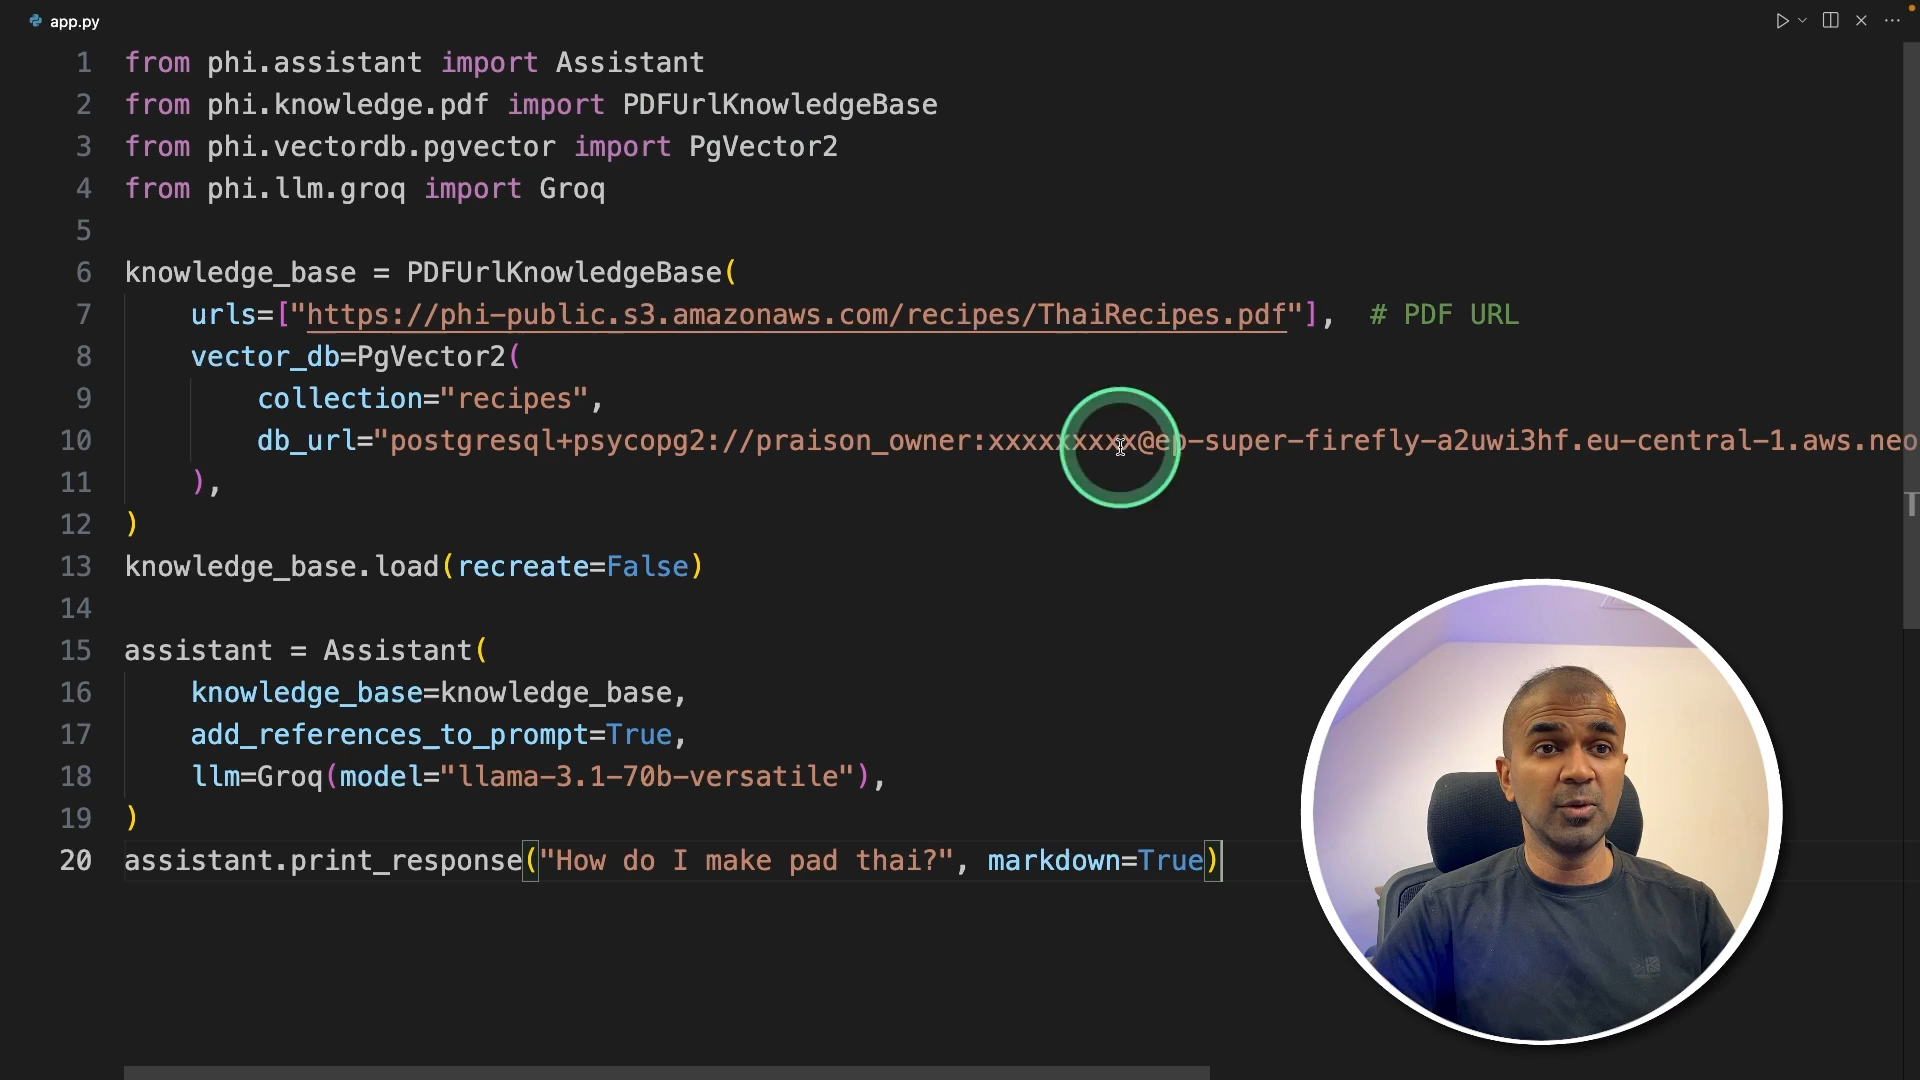 app.py
1 from phi.assistant import Assistant
2 from phi.knowledge.pdf import PDFUrlKnowledgeBase
3 from phi.vectordb.pgvector import PgVector2
4 from phi.llm.groq import Groq
5
6 knowledge_base = PDFUrlKnowledgeBase(
7     urls=["https://phi-public.s3.amazonaws.com/recipes/ThaiRecipes.pdf"],  # PDF URL
8     vector_db=PgVector2(
9         collection="recipes",
10         db_url="postgresql+psycopg2://praison_owner:xxxxxxxxx@ep-super-firefly-a2uwi3hf.eu-central-1.aws.neo
11     ),
12 )
13 knowledge_base.load(recreate=False)
14
15 assistant = Assistant(
16     knowledge_base=knowledge_base,
17     add_references_to_prompt=True,
18     llm=Groq(model="llama-3.1-70b-versatile"),
19 )
20 assistant.print_response("How do I make pad thai?", markdown=True)